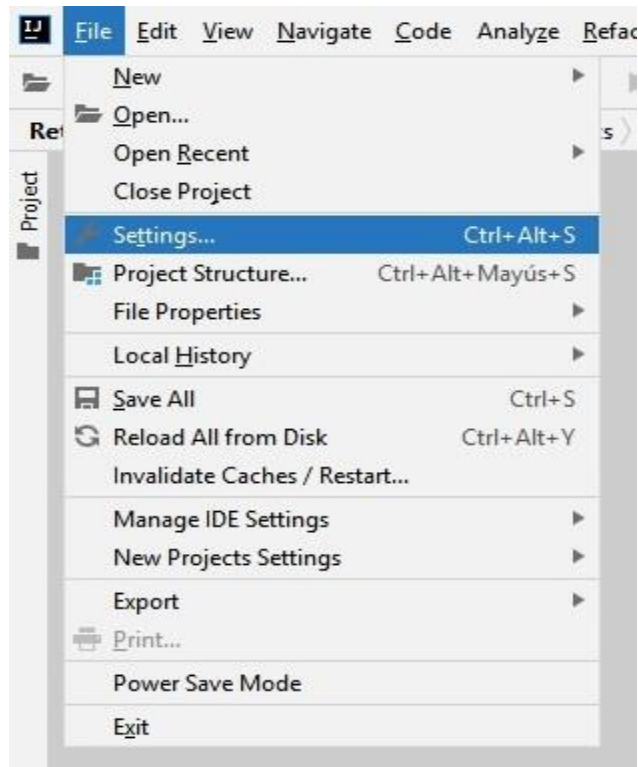 IJ File Edit View Navigate Code Analyze Refac
New
Open...
Ret
s
Open Recent
Close Project
Project
Settings... Ctrl+Alt+S
Project Structure... Ctrl+Alt+Mayús+S
File Properties
Local History
Save All Ctrl+S
Reload All from Disk Ctrl+Alt+Y
Invalidate Caches / Restart...
Manage IDE Settings
New Projects Settings
Export
Print...
Power Save Mode
Exit